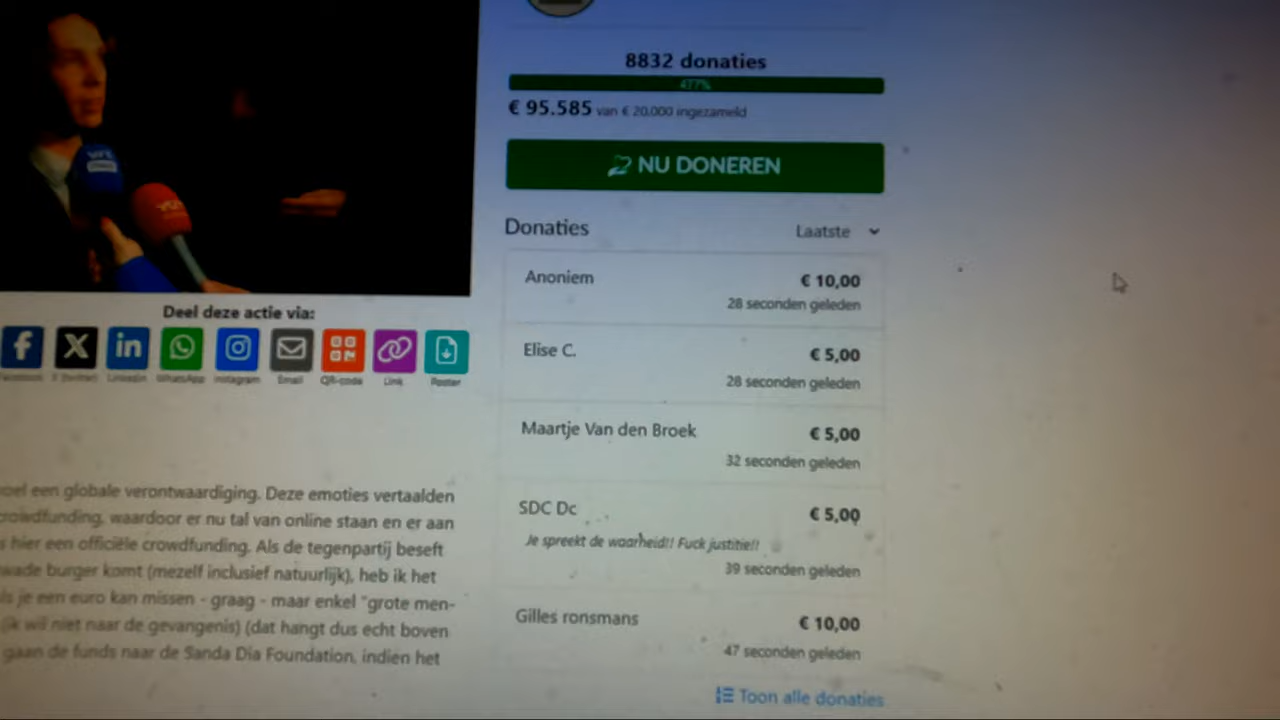 8832 donaties
477%
€ 95.585 van € 20.000 ingezameld
NU DONEREN
Donaties
Laatste
Anoniem
€ 10,00
28 seconden geleden
Elise C.
€ 5,00
28 seconden geleden
Maartje Van den Broek
€ 5,00
32 seconden geleden
SDC Dc
€ 5,00
Je spreekt de waarheid!! Fuck justitie!!
39 seconden geleden
Gilles ronsmans
€ 10,00
47 seconden geleden
Toon alle donaties
Deel deze actie via:
Facebook X (twitter) LinkedIn WhatsApp Instagram Email QR-code Link Poster
een globale verontwaardiging. Deze emoties vertaalden
crowdfunding, waardoor er nu tal van online staan en er aan
hier een officiële crowdfunding. Als de tegenpartij beseft
burger komt (mezelf inclusief natuurlijk), heb ik het
je een euro kan missen - graag - maar enkel "grote men-
(ik wil niet naar de gevangenis) (dat hangt dus echt boven
gaan de funds naar de Sanda Dia Foundation, indien het